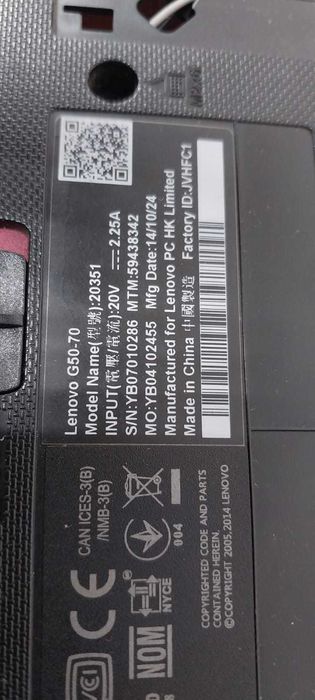 Lenovo G50-70
Model Name(型號):20351
INPUT(電壓/電流):20V ⎓ 2.25A
S/N:YB07010286 MTM:59438342
MO:YB04102455 Mfg Date:14/10/24
Manufactured for Lenovo PC HK Limited
Made in China 中國製造 Factory ID:JVHFC1
CAN ICES-3(B)
/NMB-3(B)
CE
004
NOM
NYCE
COPYRIGHTED CODE AND PARTS
CONTAINED HEREIN.
©COPYRIGHT 2005,2014 LENOVO